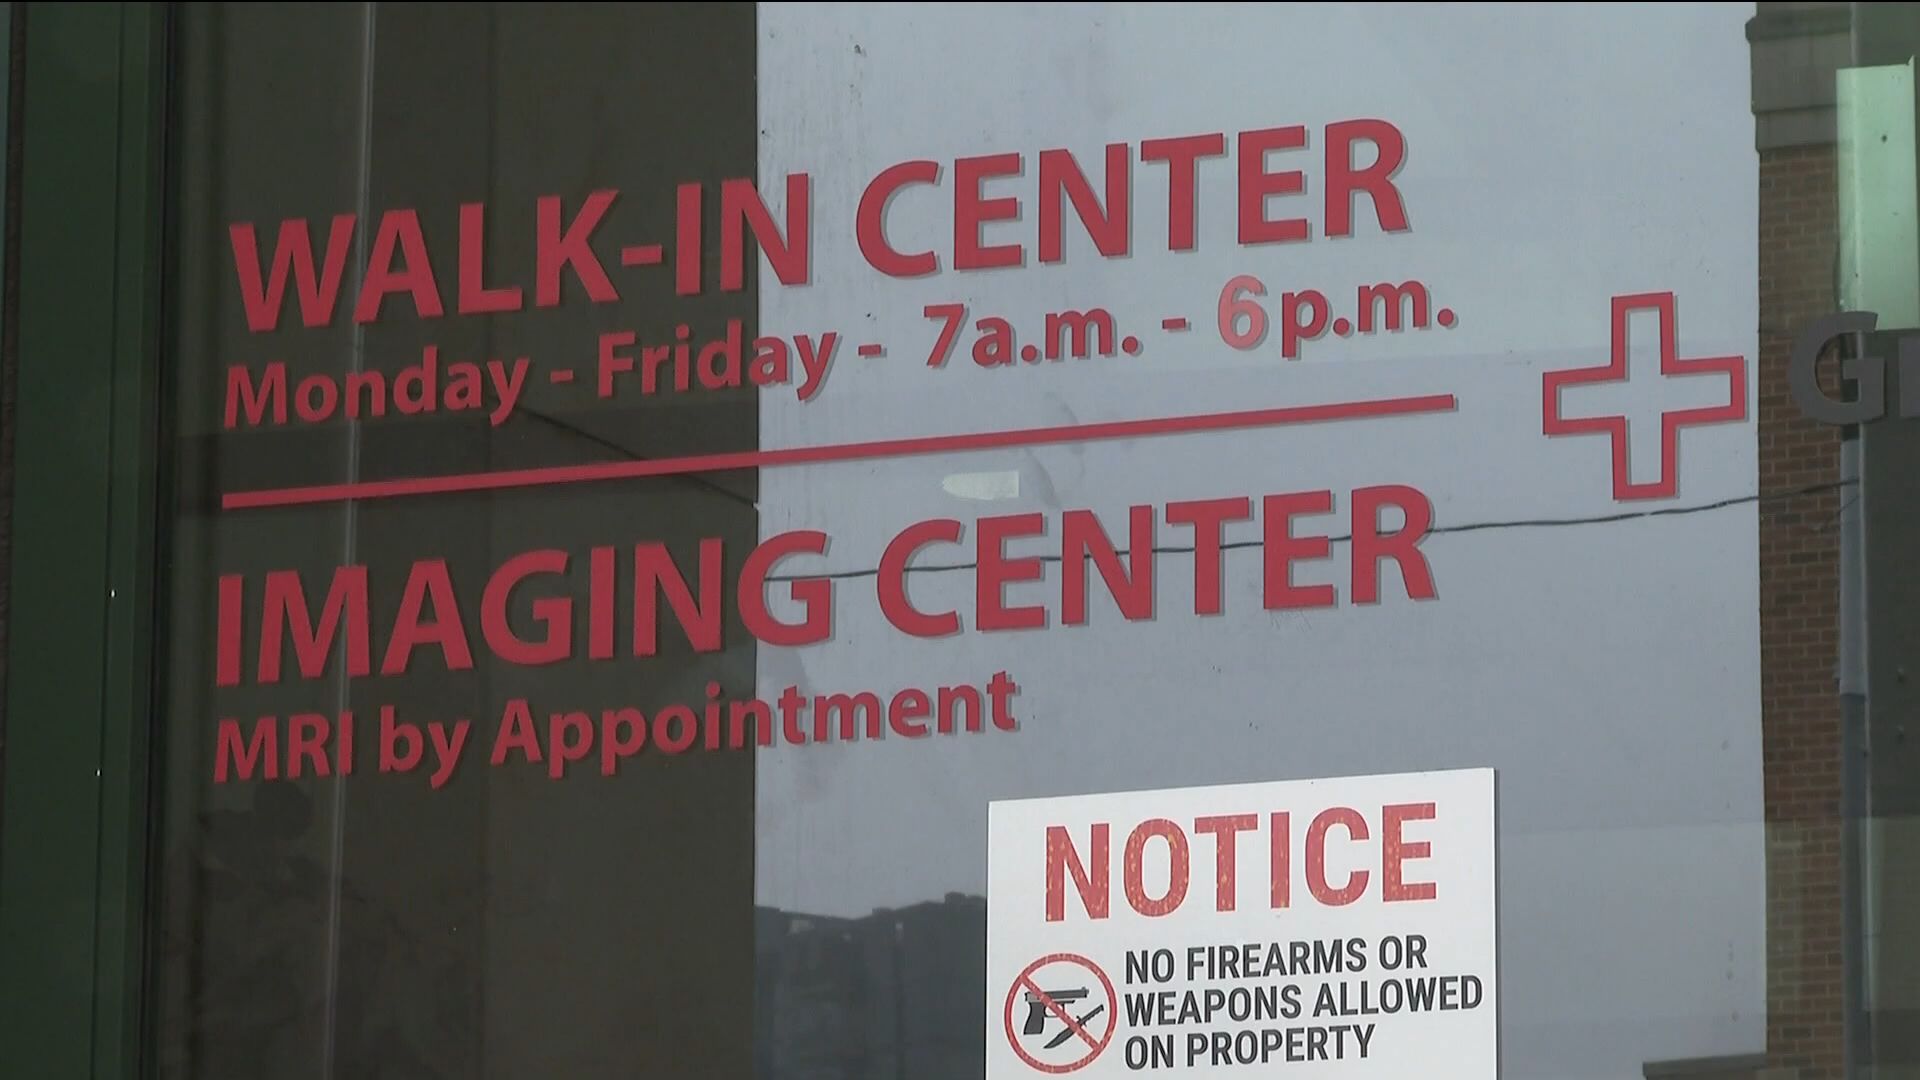 WALK-IN CENTER
Monday - Friday - 7a.m. - 6p.m.
IMAGING CENTER
MRI by Appointment
NOTICE
NO FIREARMS OR
WEAPONS ALLOWED
ON PROPERTY